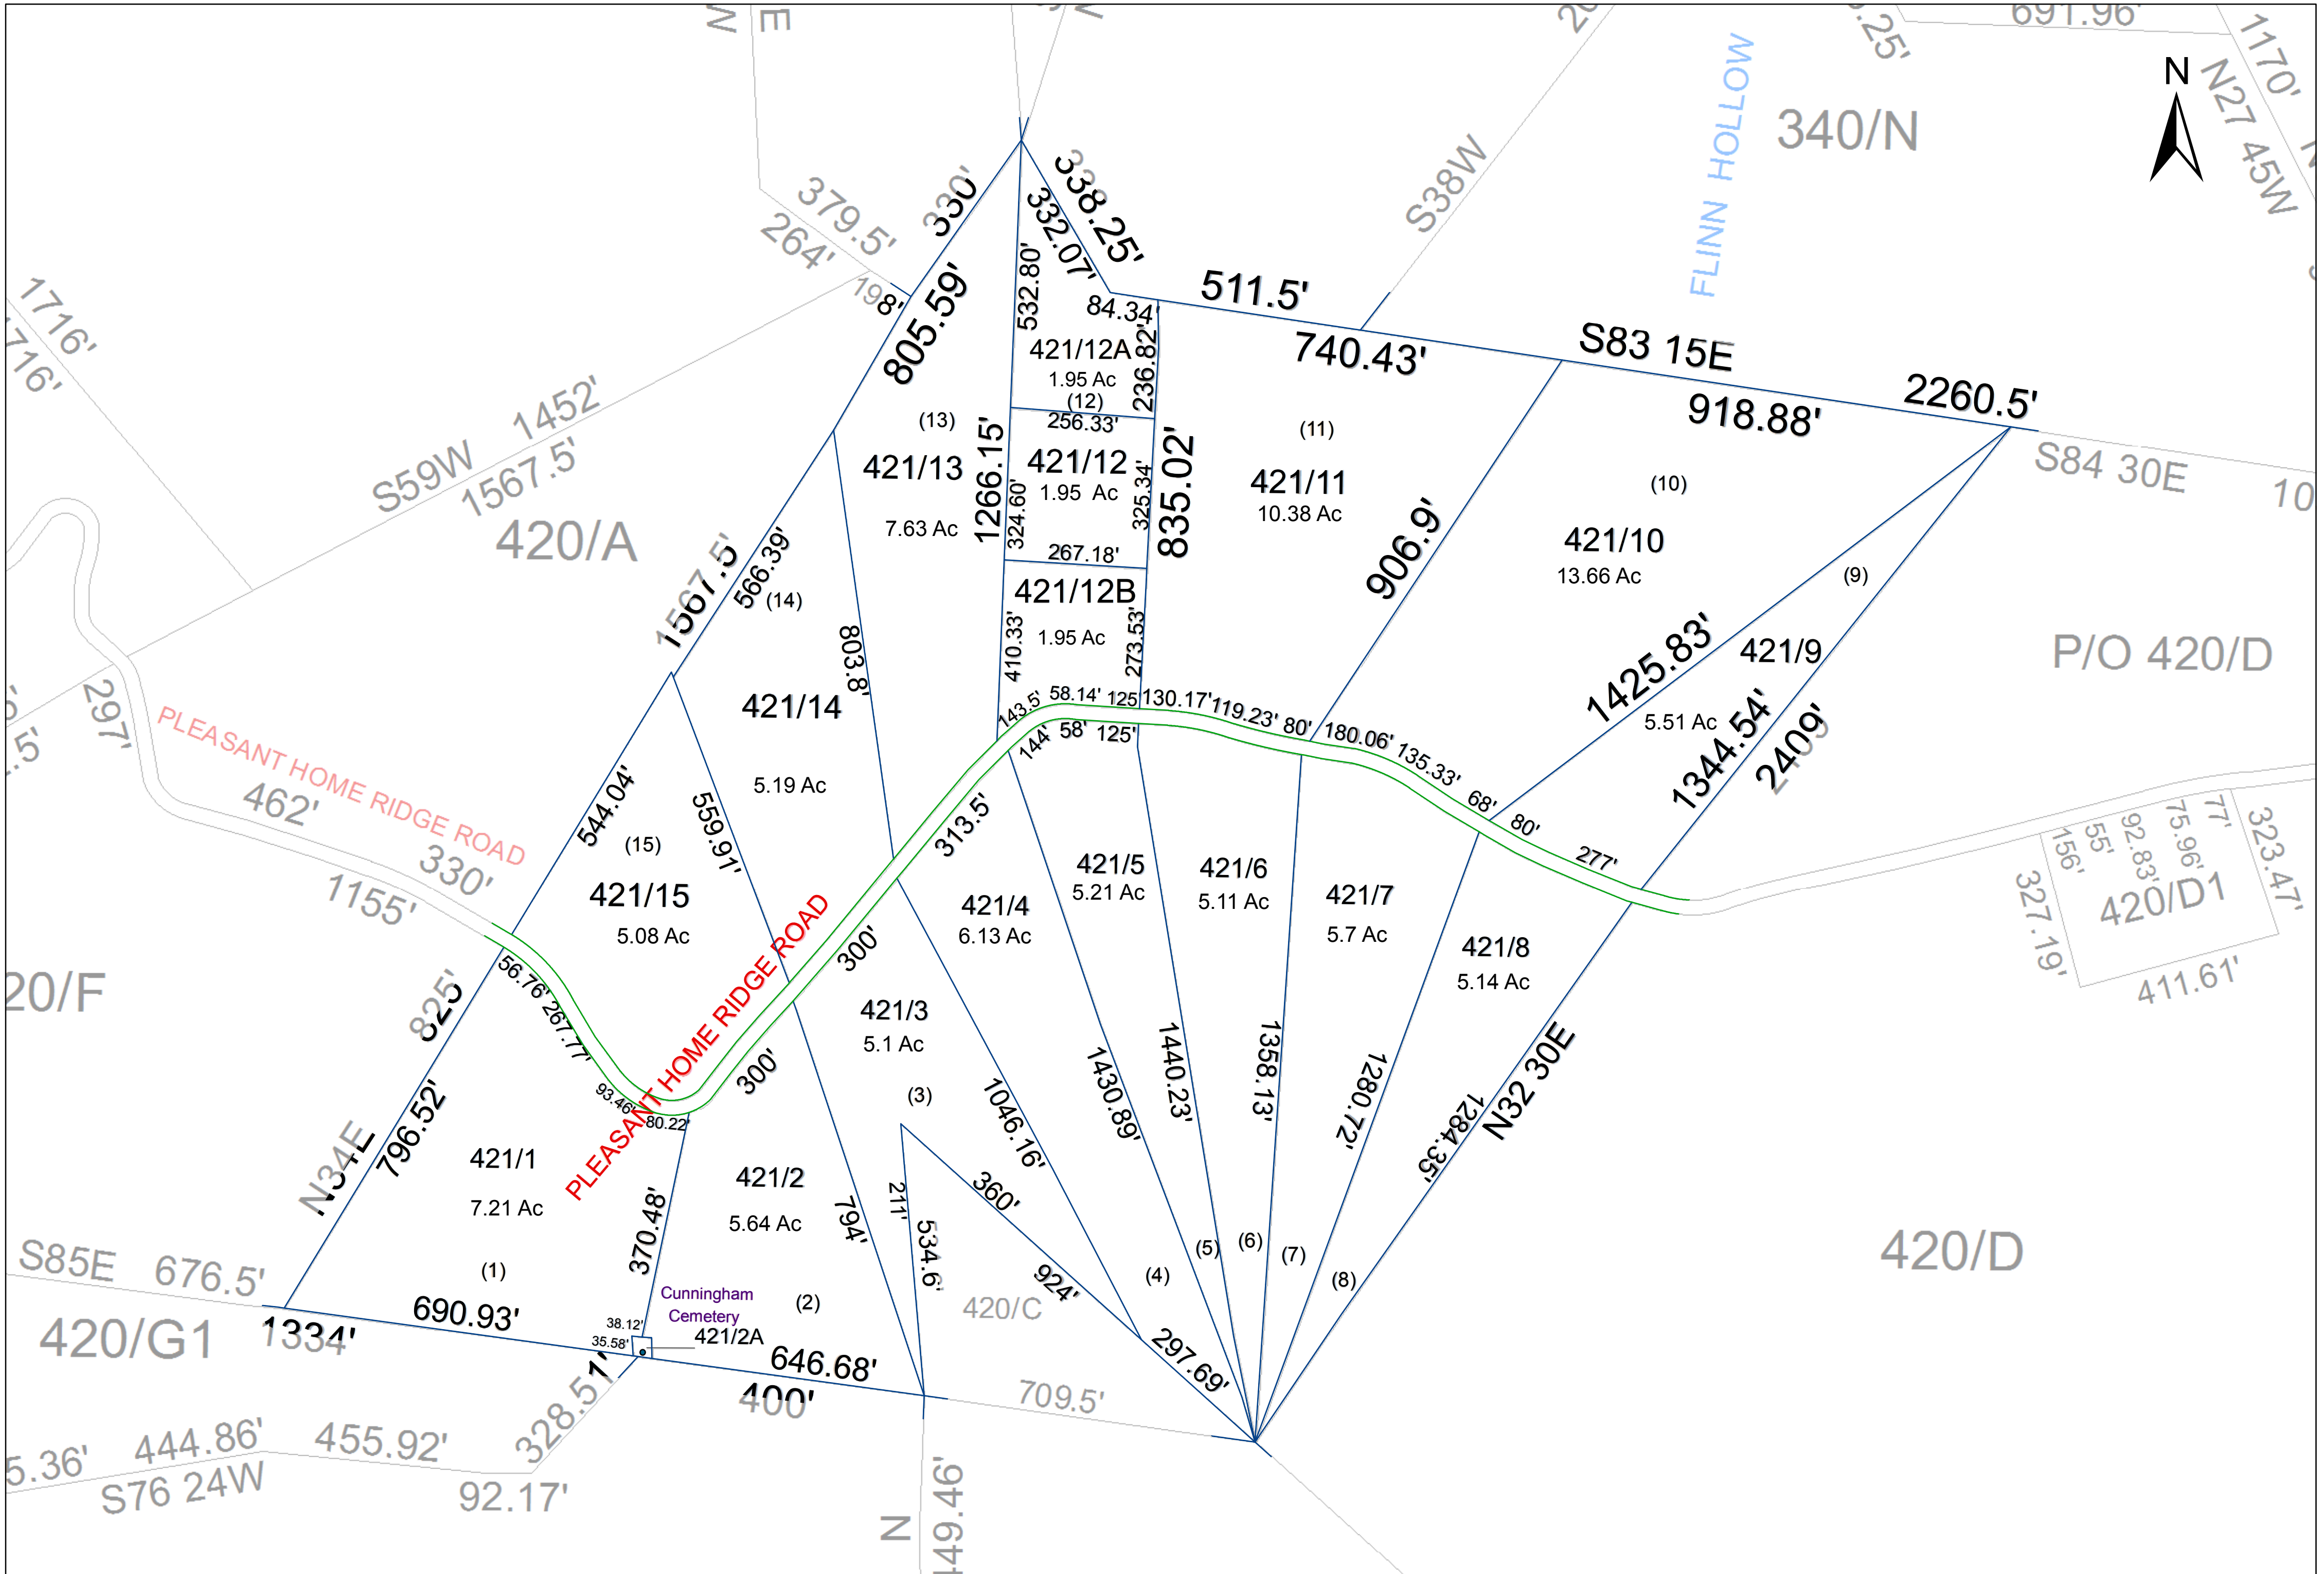 W
E
691.96'
1170'
N27 45W
N
340/N
FLINN HOLLOW
S38W
330'
379.5'
264'
198'
338.25'
332.07'
532.80'
84.34'
511.5'
740.43'
S83 15E
2260.5'
918.88'
S84 30E
10
805.59'
1716'
1716'
S59W
1452'
1567.5'
420/A
1567.5'
566.39'
(14)
421/14
5.19 Ac
803.8'
(13)
421/13
7.63 Ac
1266.15'
421/12A
1.95 Ac
(12)
236.82'
256.33'
421/12
1.95 Ac
324.60'
325.34'
267.18'
421/12B
1.95 Ac
410.33'
273.53'
835.02'
(11)
421/11
10.38 Ac
906.9'
(10)
421/10
13.66 Ac
(9)
421/9
5.51 Ac
1425.83'
1344.54'
2409'
P/O 420/D
143.5'
58.14'
125'
130.17'
119.23'
80'
180.06'
135.33'
68'
80'
277'
144'
58'
125'
313.5'
300'
300'
297'
PLEASANT HOME RIDGE ROAD
462'
330'
1155'
544.04'
559.91'
(15)
421/15
5.08 Ac
PLEASANT HOME RIDGE ROAD
56.76'
267.77'
93.46'
80.22'
20/F
825'
N34E
796.52'
421/1
7.21 Ac
(1)
370.48'
421/2
5.64 Ac
(2)
794'
421/3
5.1 Ac
(3)
421/4
6.13 Ac
(4)
421/5
5.21 Ac
(5)
421/6
5.11 Ac
(6)
421/7
5.7 Ac
(7)
421/8
5.14 Ac
(8)
1046.16'
1430.89'
1440.23'
1358.13'
1280.72'
1284.35'
N32 30E
211'
534.6'
360'
924'
297.69'
420/C
709.5'
Cunningham
Cemetery
421/2A
38.12'
35.58'
690.93'
646.68'
400'
1334'
S85E
676.5'
420/G1
328.51'
5.36'
444.86'
455.92'
S76 24W
92.17'
N
449.46'
420/D
420/D1
156'
55'
92.83'
75.96'
77'
323.47'
327.19'
411.61'